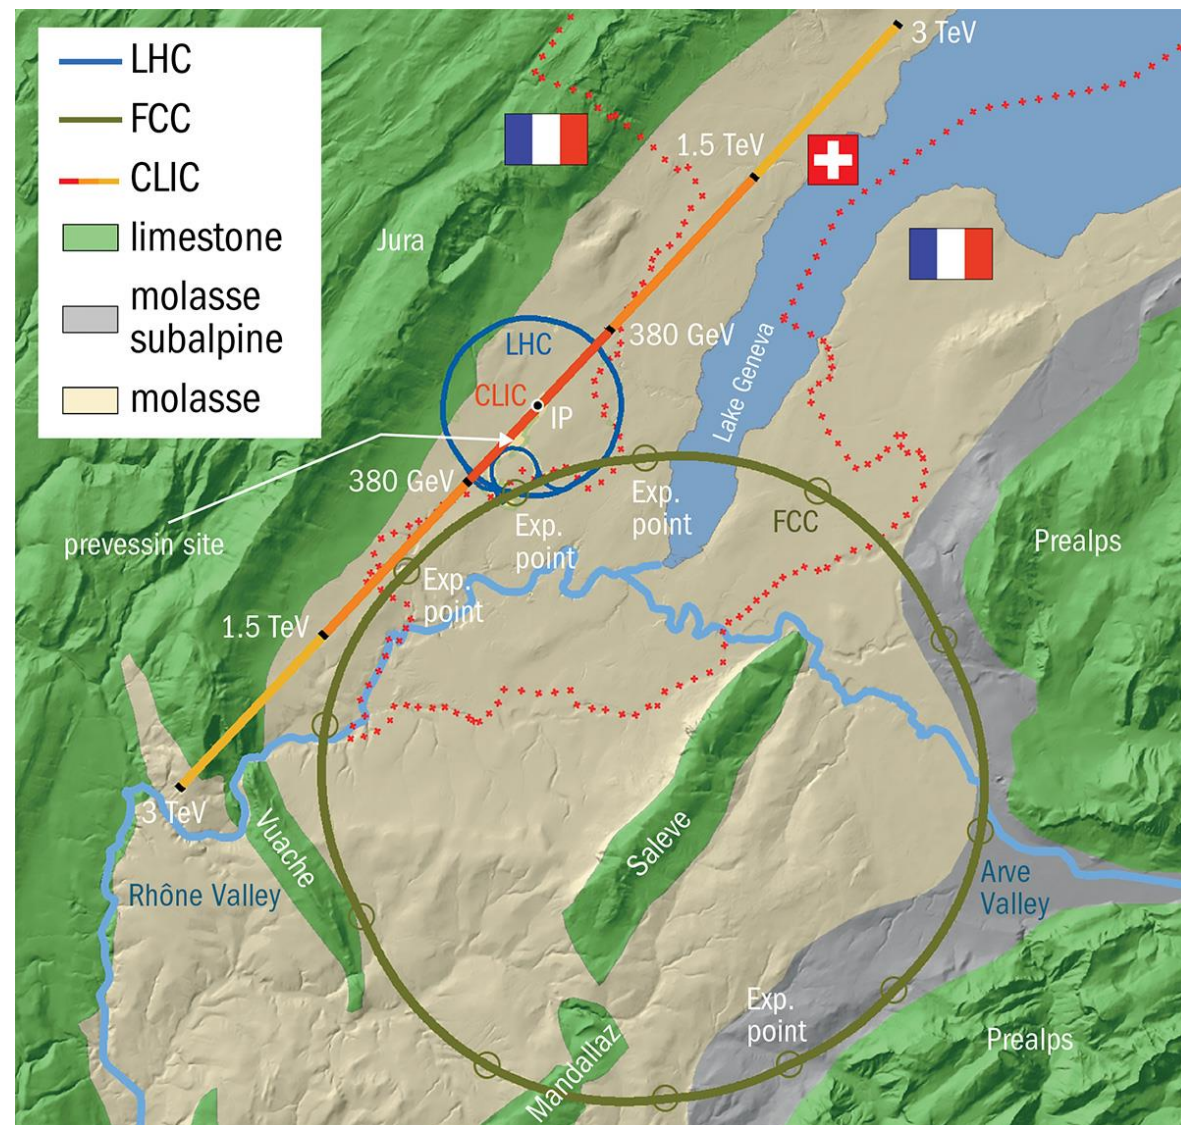 LHC
FCC
CLIC
limestone
molasse
subalpine
molasse
3 TeV
1.5 TeV
Jura
380 GeV
LHC
CLIC
IP
Lake Geneva
380 GeV
prevessin site
Exp.
point
Exp.
point
FCC
Prealps
Exp.
point
1.5 TeV
3 TeV
Vuache
Saleve
Rhône Valley
Arve
Valley
Exp.
point
Mandallaz
Prealps